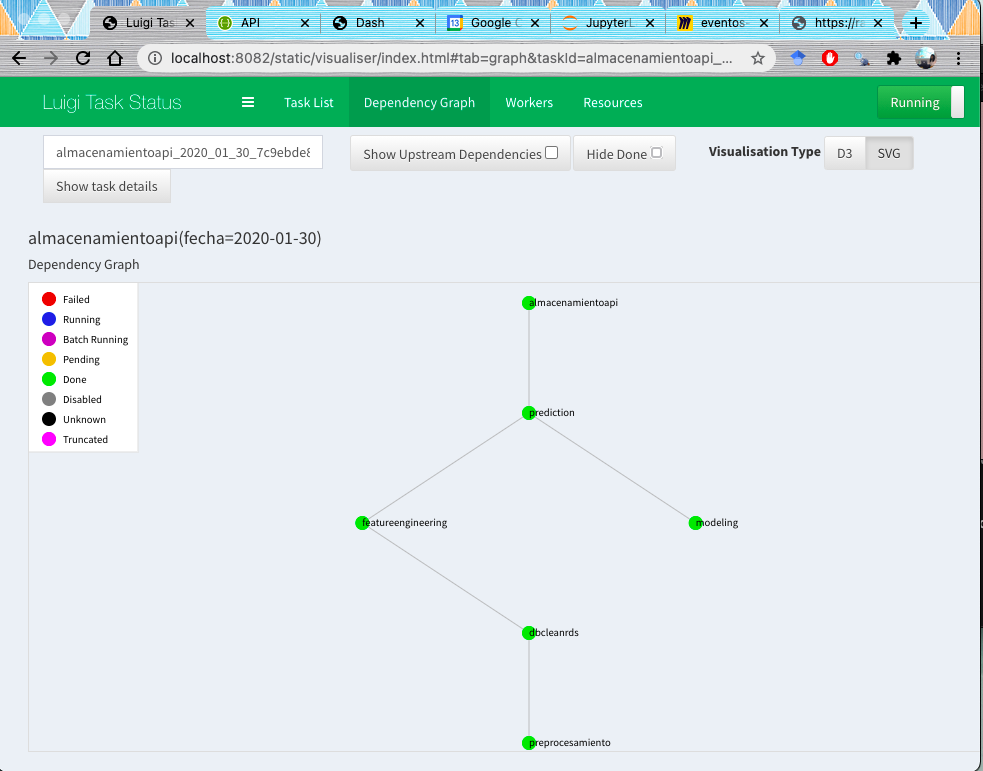 Luigi Tas
API
Dash
13 Google C
JupyterL
eventos-
https://ra
localhost:8082/static/visualiser/index.html#tab=graph&taskId=almacenamientoapi_...
Luigi Task Status
Task List
Dependency Graph
Workers
Resources
Running
almacenamientoapi_2020_01_30_7c9ebde8
Show Upstream Dependencies
Hide Done
Visualisation Type
D3
SVG
Show task details
almacenamientoapi(fecha=2020-01-30)
Dependency Graph
Failed
Running
Batch Running
Pending
Done
Disabled
Unknown
Truncated
almacenamientoapi
prediction
featureengineering
modeling
dbcleanrds
preprocesamiento